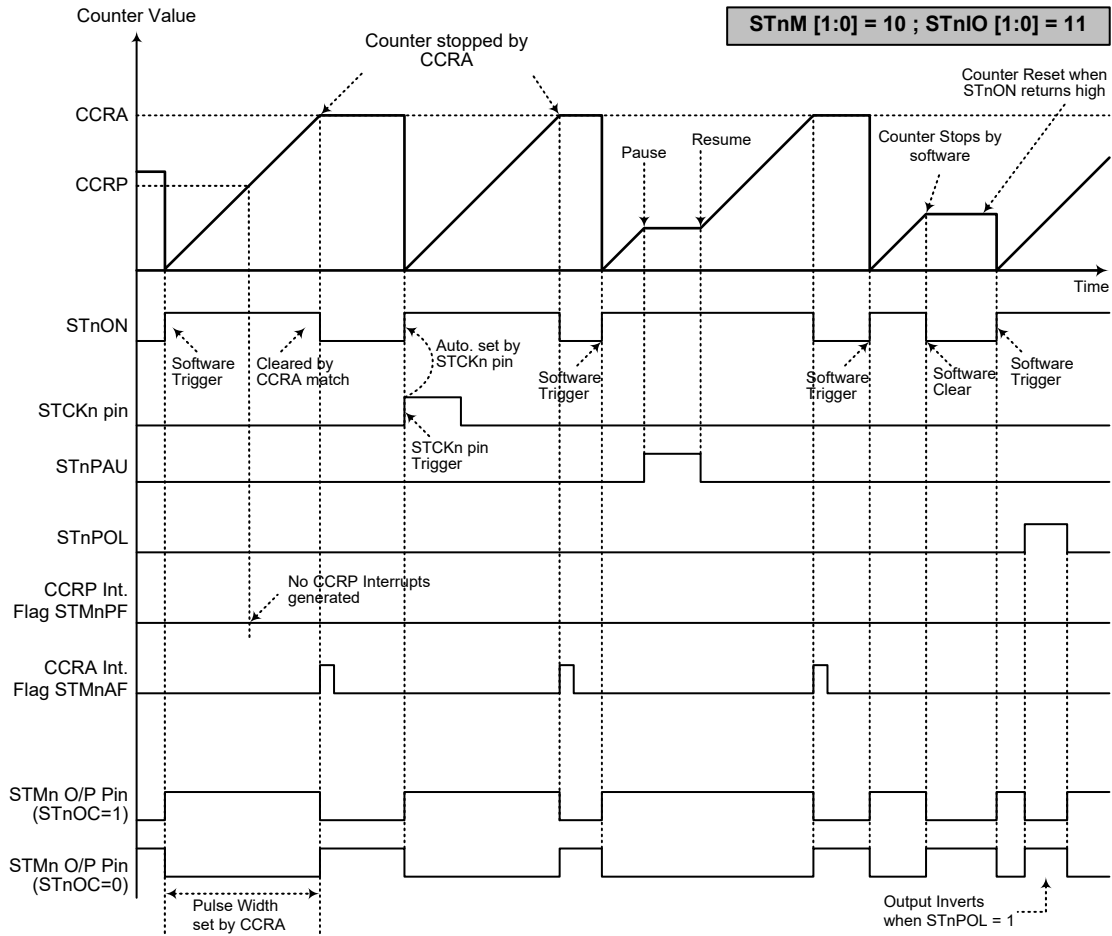 Counter Value
STnM [1:0] = 10 ; STnIO [1:0] = 11
Counter stopped by
CCRA
Counter Reset when
STnON returns high
CCRA
Pause
Resume
Counter Stops by
software
CCRP
Time
STnON
Software
Trigger
Cleared by
CCRA match
Auto. set by
STCKn pin
Software
Trigger
Software
Trigger
Software
Clear
Software
Trigger
STCKn pin
STCKn pin
Trigger
STnPAU
STnPOL
CCRP Int.
Flag STMnPF
No CCRP Interrupts
generated
CCRA Int.
Flag STMnAF
STMn O/P Pin
(STnOC=1)
STMn O/P Pin
(STnOC=0)
Pulse Width
set by CCRA
Output Inverts
when STnPOL = 1